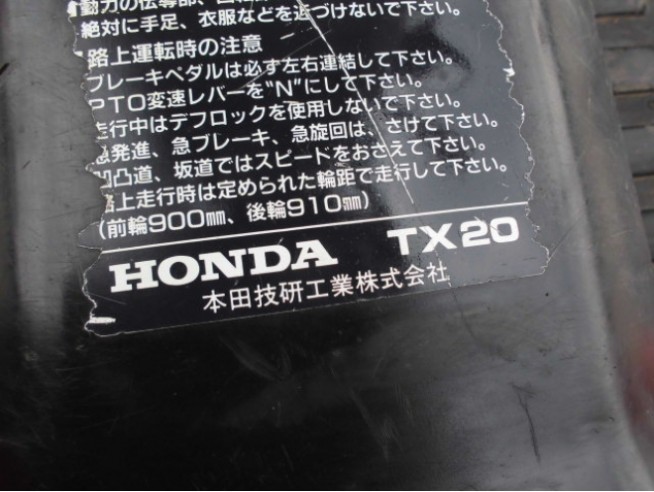 動力の伝導部、回転
絶対に手足、衣服などを近づけないで下さい。
路上運転時の注意
ブレーキペダルは必ず左右連結して下さい。
PTO変速レバーを"N"にして下さい。
走行中はデフロックを使用しないで下さい。
急発進、急ブレーキ、急旋回は、さけて下さい。
凹凸道、坂道ではスピードをおさえて下さい。
路上走行時は定められた輪距で走行して下さい。
(前輪900㎜、後輪910㎜)
HONDA TX20
本田技研工業株式会社